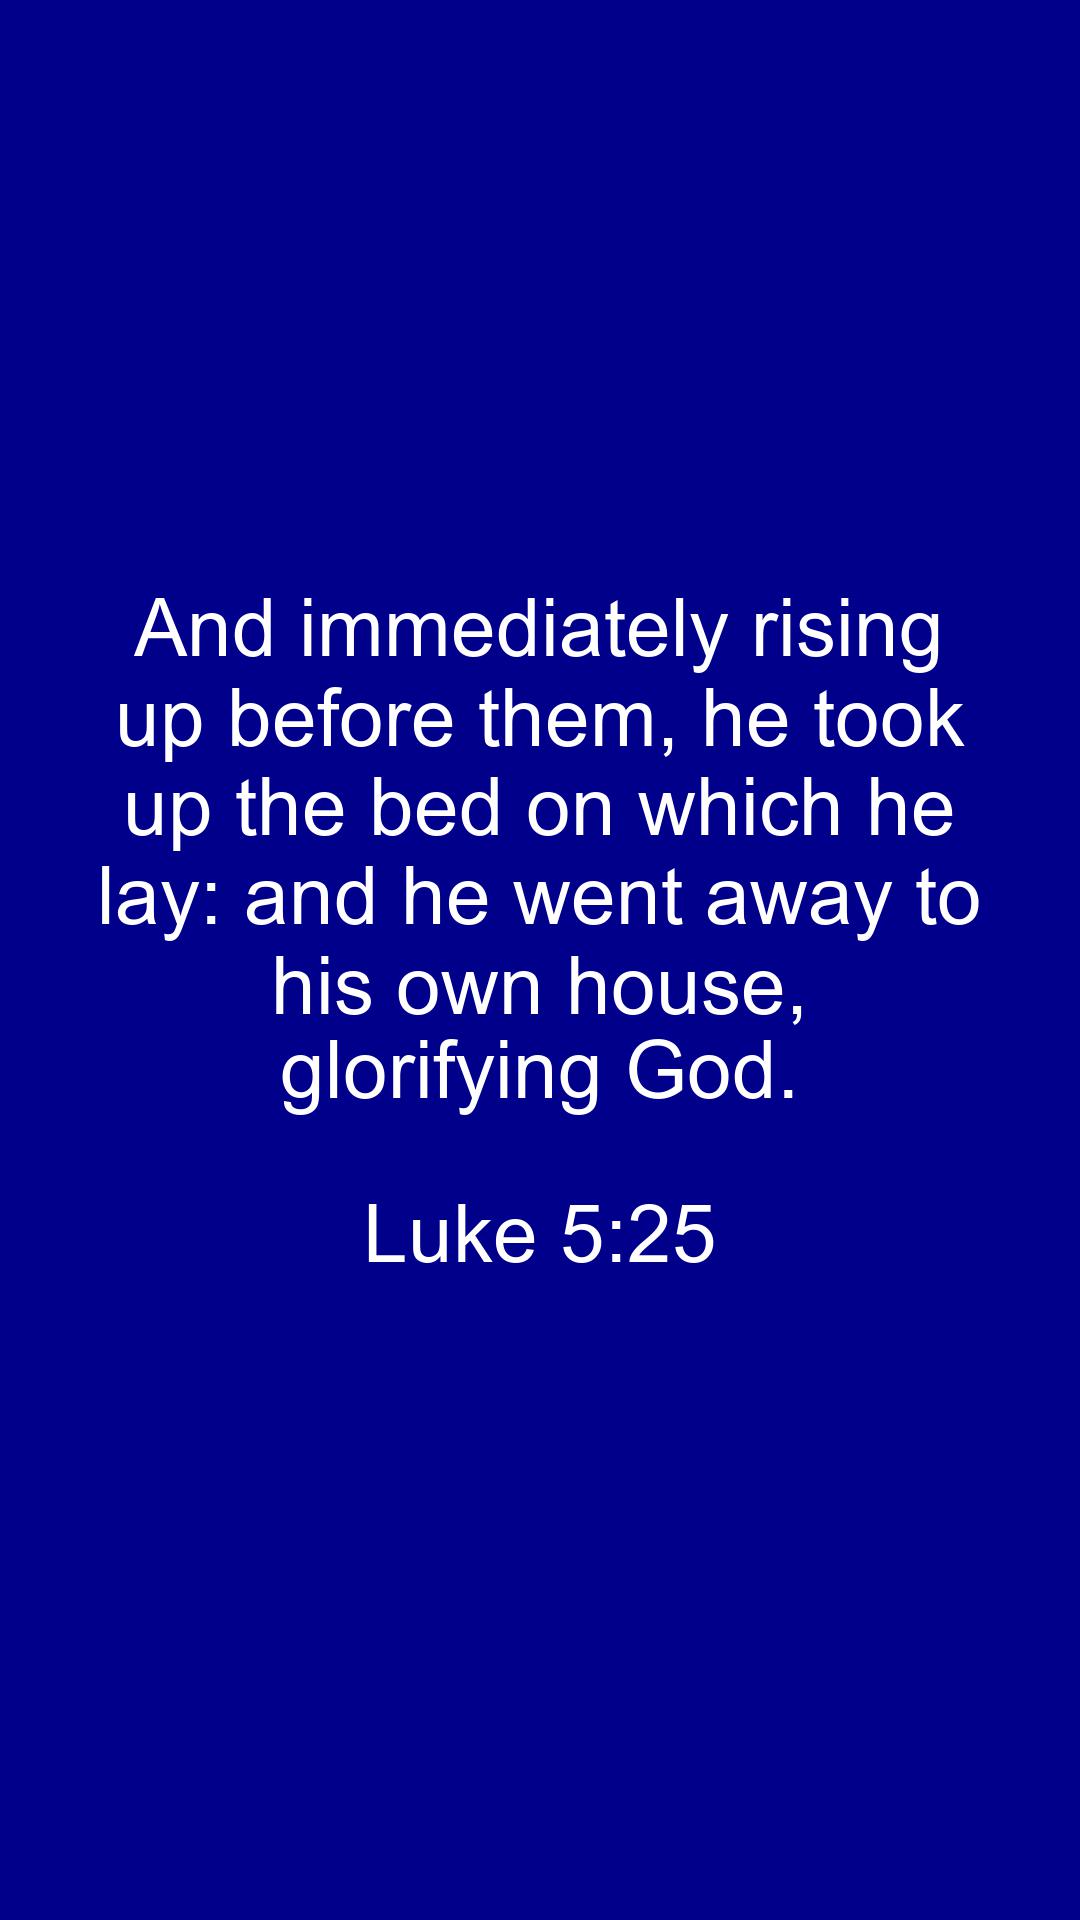 And immediately rising
up before them, he took
up the bed on which he
lay: and he went away to
his own house,
glorifying God.
Luke 5:25